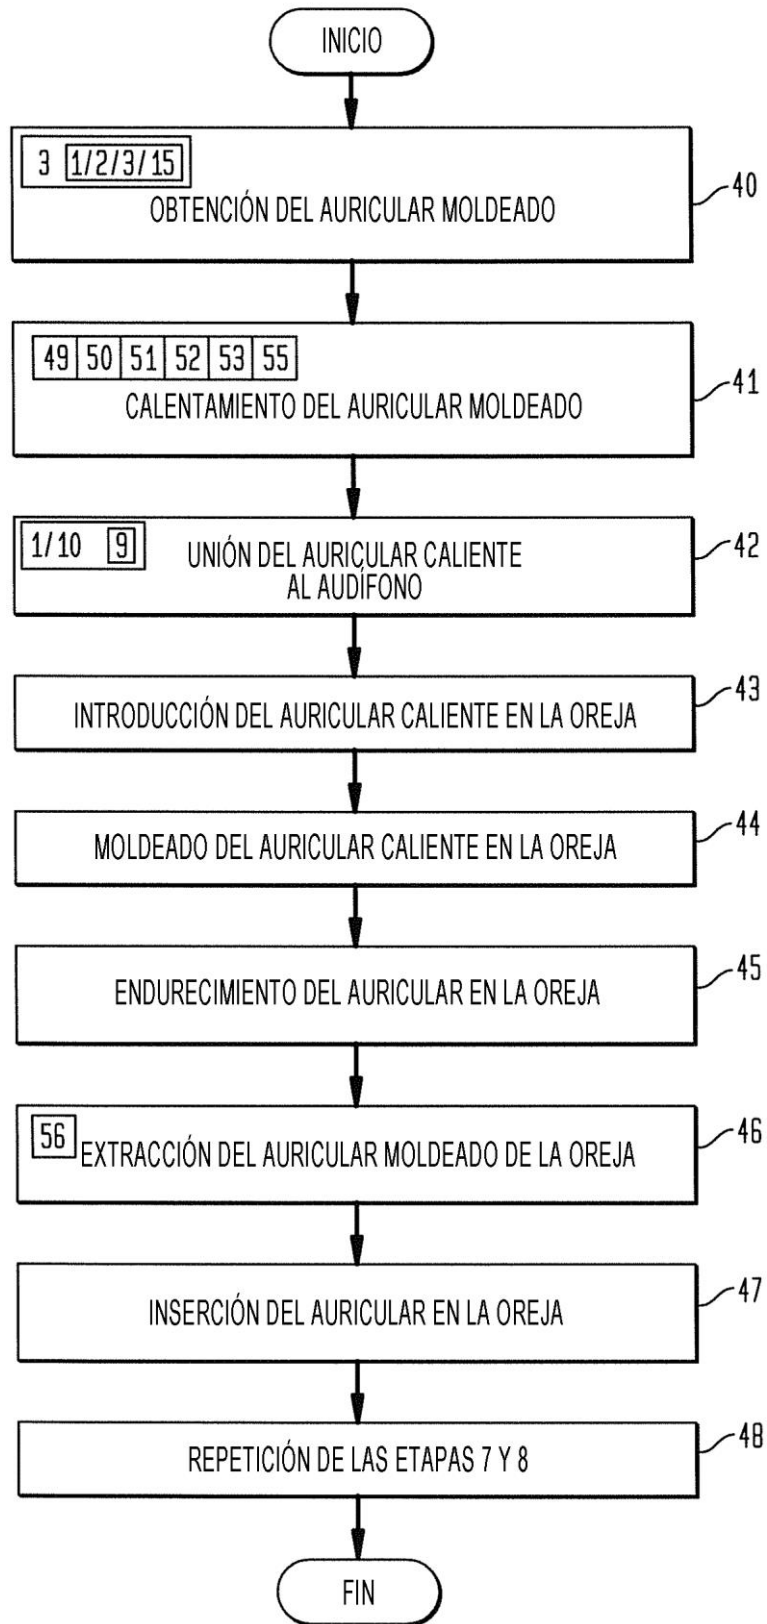 INICIO
3 1/2/3/15
OBTENCIÓN DEL AURICULAR MOLDEADO
40
49 50 51 52 53 55
CALENTAMIENTO DEL AURICULAR MOLDEADO
41
1/10 9
UNIÓN DEL AURICULAR CALIENTE
AL AUDÍFONO
42
INTRODUCCIÓN DEL AURICULAR CALIENTE EN LA OREJA
43
MOLDEADO DEL AURICULAR CALIENTE EN LA OREJA
44
ENDURECIMIENTO DEL AURICULAR EN LA OREJA
45
56 EXTRACCIÓN DEL AURICULAR MOLDEADO DE LA OREJA
46
INSERCIÓN DEL AURICULAR EN LA OREJA
47
REPETICIÓN DE LAS ETAPAS 7 Y 8
48
FIN